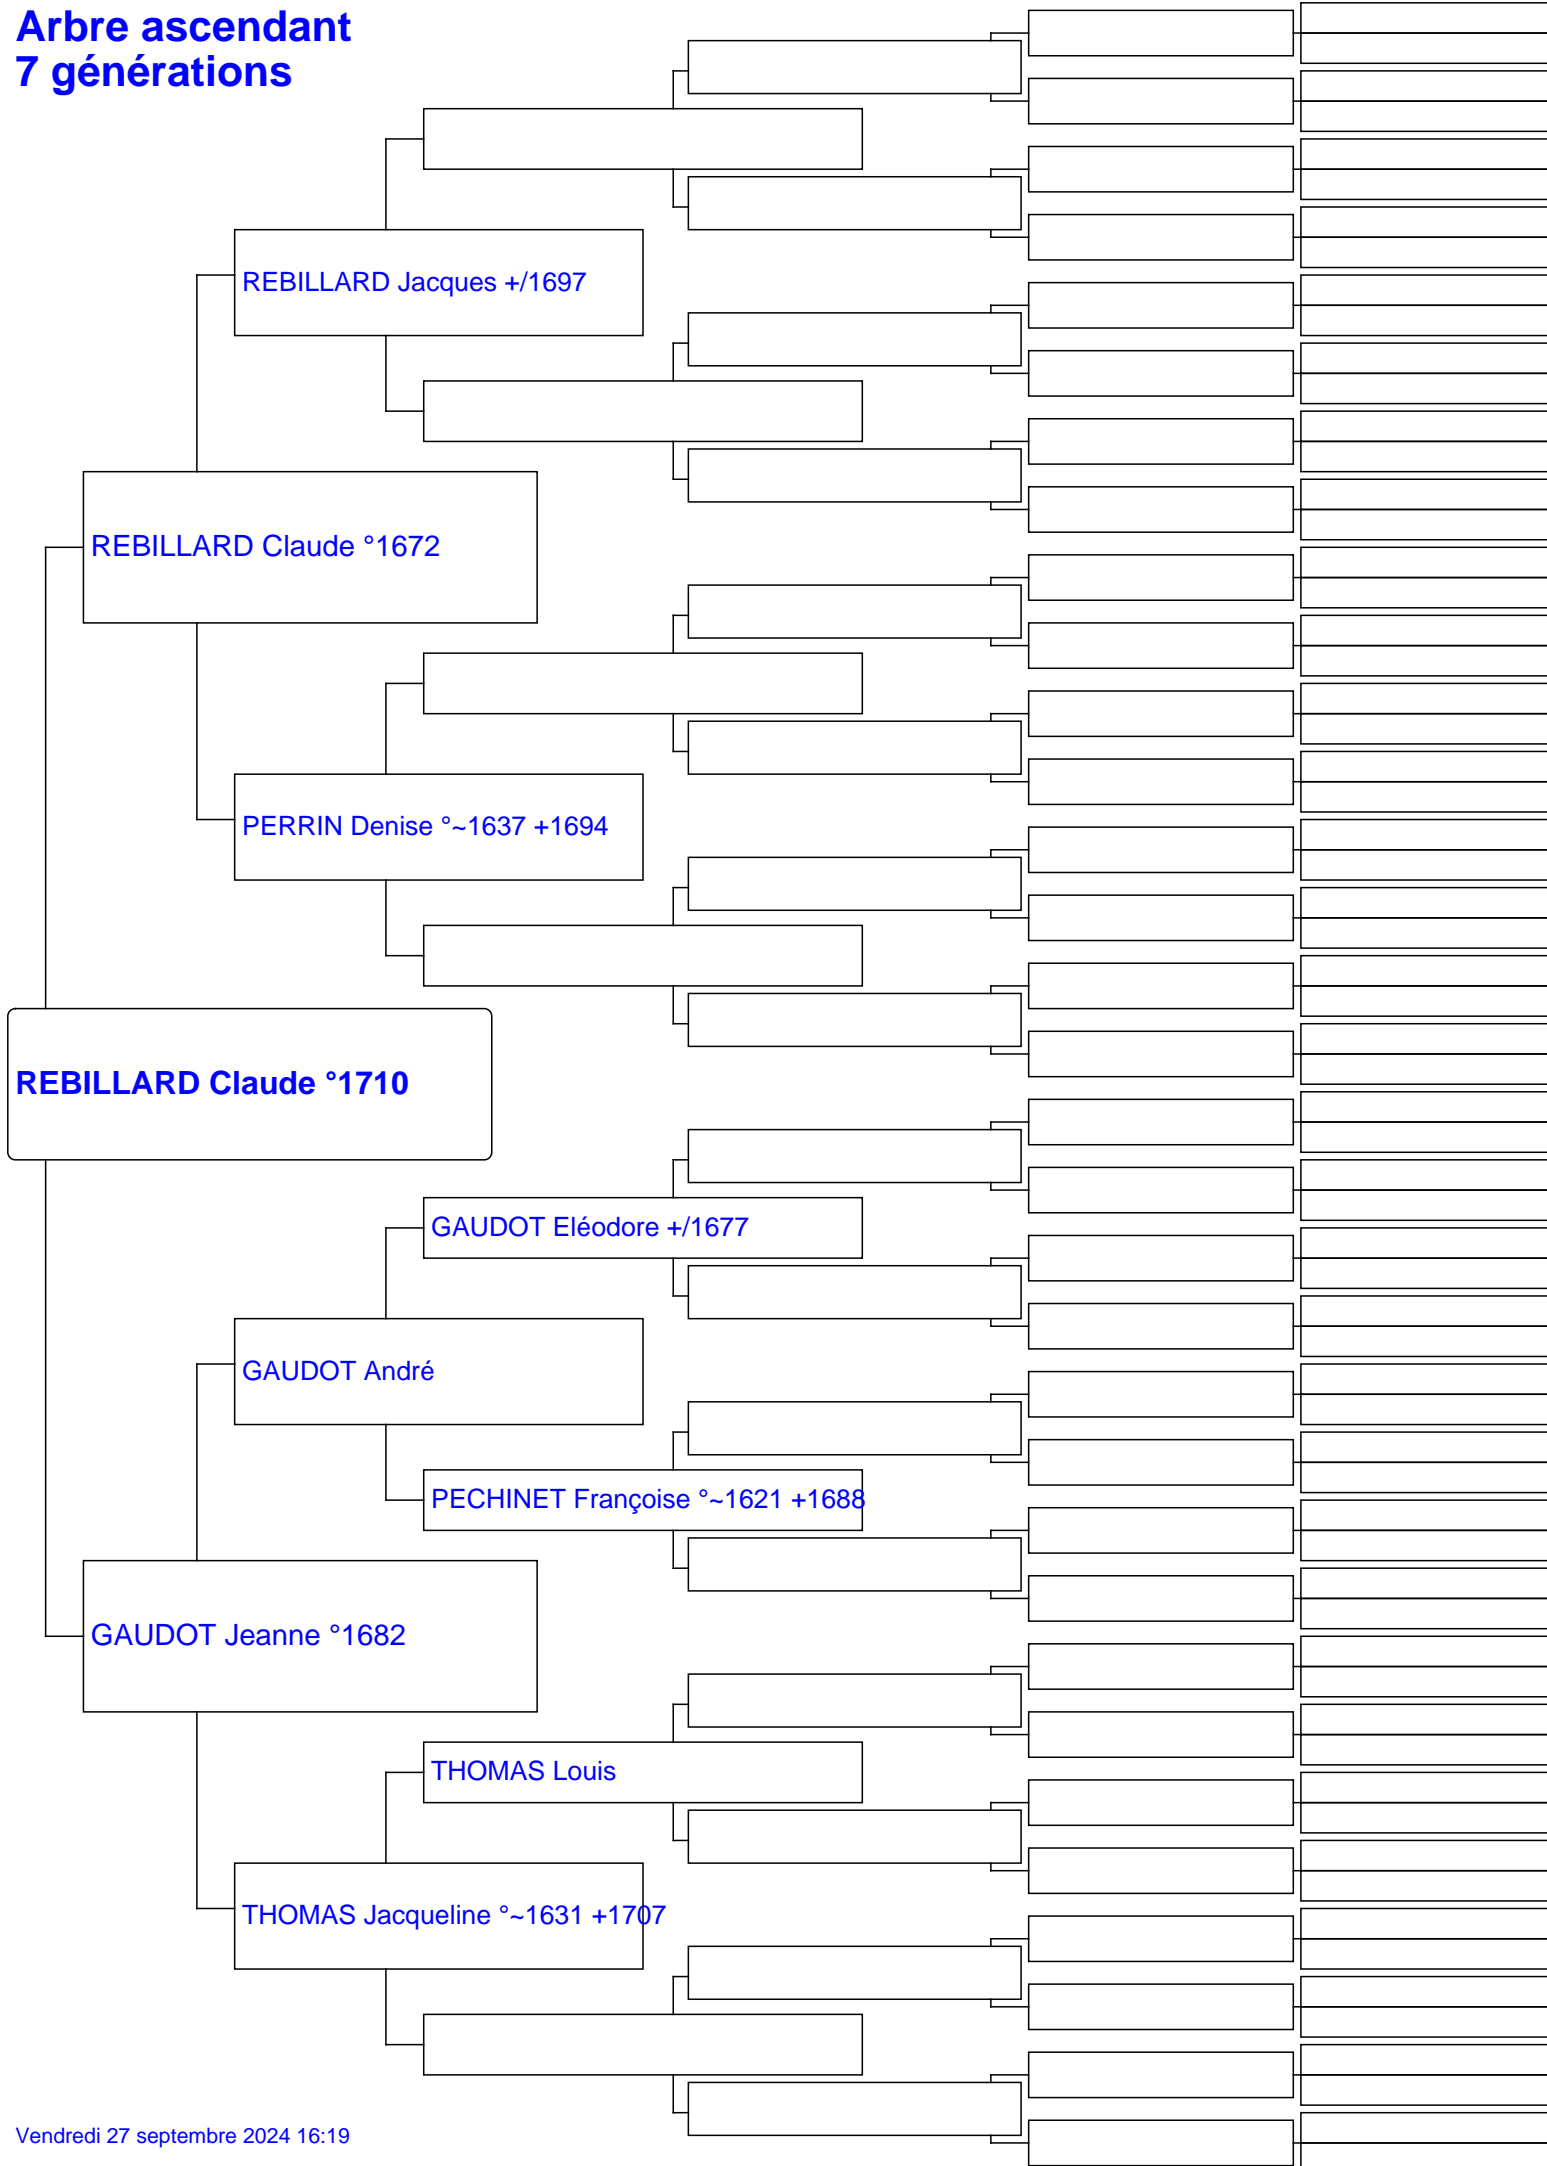 Arbre ascendant
7 générations
REBILLARD Jacques +/1697
REBILLARD Claude °1672
PERRIN Denise °~1637 +1694
REBILLARD Claude °1710
GAUDOT Eléodore +/1677
GAUDOT André
PECHINET Françoise °~1621 +1688
GAUDOT Jeanne °1682
THOMAS Louis
THOMAS Jacqueline °~1631 +1707
Vendredi 27 septembre 2024 16:19